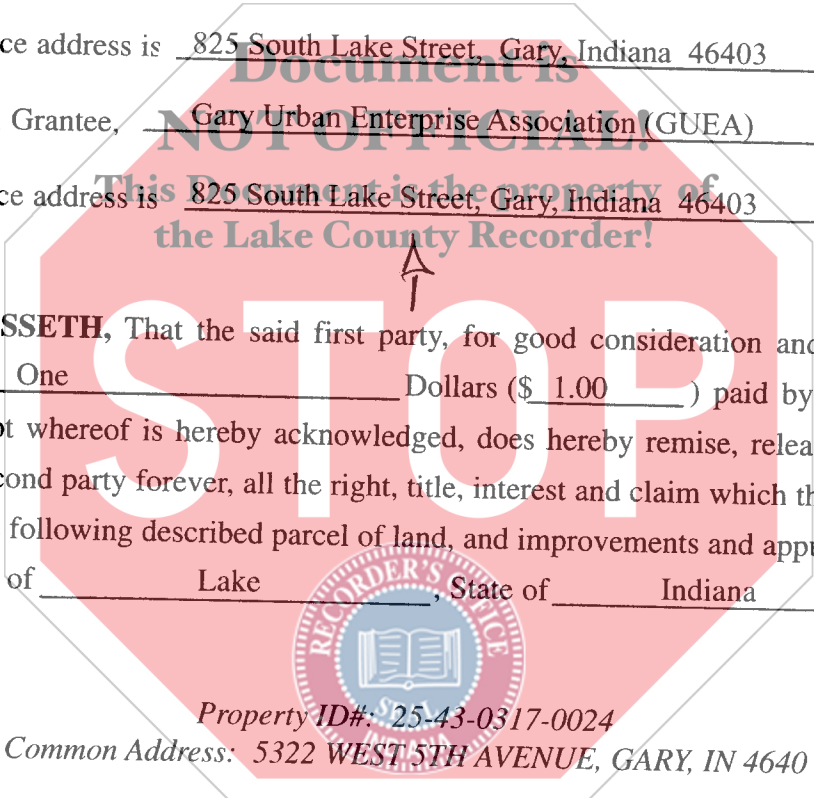 ce address is 825 South Lake Street, Gary, Indiana 46403
Document is
Grantee, Gary Urban Enterprise Association (GUEA)
NOT OFFICIAL!
ce address is 825 South Lake Street, Gary, Indiana 46403
This Document is the property of
the Lake County Recorder!
SSETH, That the said first party, for good consideration and
One Dollars ($ 1.00 ) paid by
STOP
t whereof is hereby acknowledged, does hereby remise, relea
cond party forever, all the right, title, interest and claim which th
following described parcel of land, and improvements and appu
of Lake , State of Indiana
RECORDER'S OFFICE
SEAL
INDIANA
Property ID#: 25-43-0317-0024
Common Address: 5322 WEST 5TH AVENUE, GARY, IN 4640